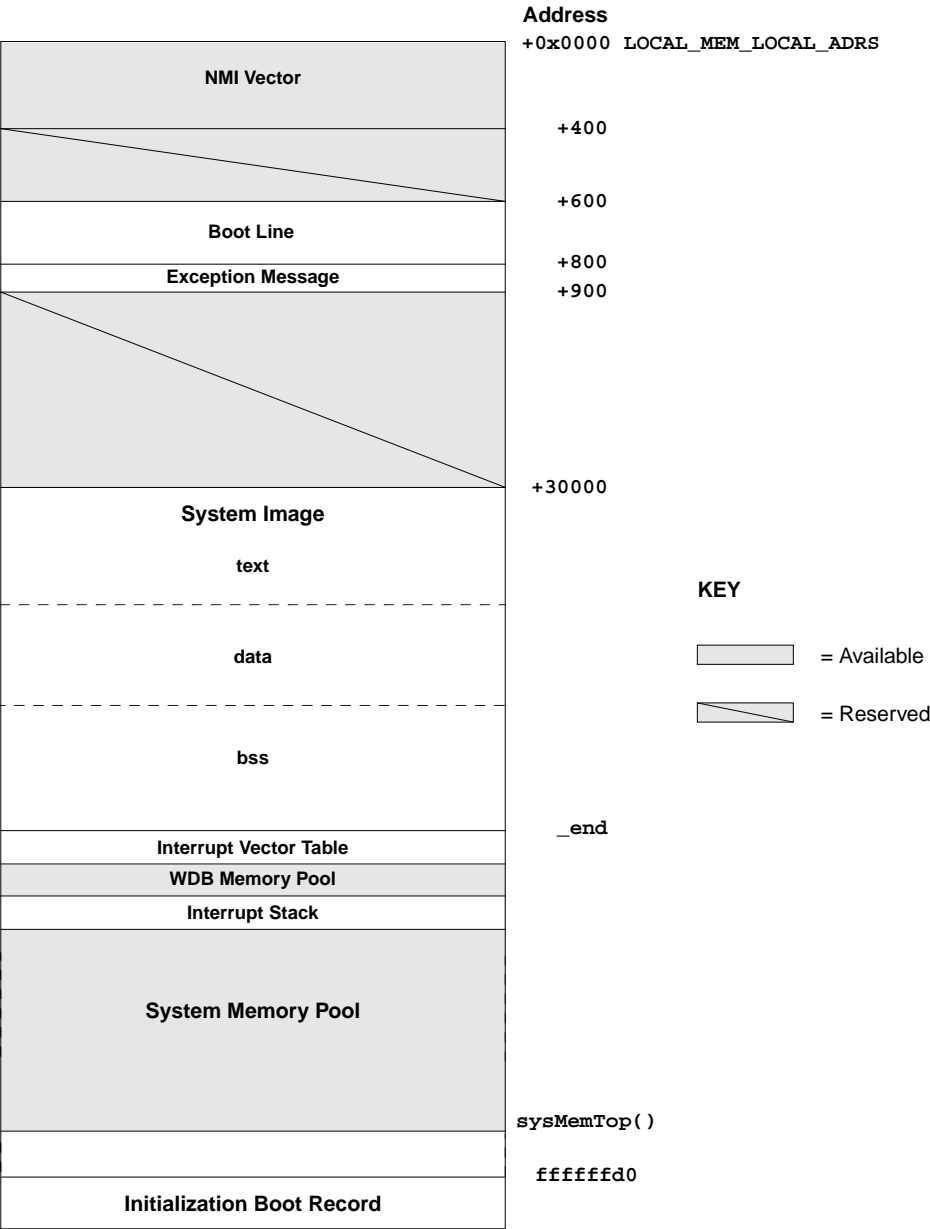 Address
+0x0000 LOCAL_MEM_LOCAL_ADRS
NMI Vector
+400
+600
Boot Line
+800
Exception Message
+900
+30000
System Image
text
KEY
data
= Available
= Reserved
bss
_end
Interrupt Vector Table
WDB Memory Pool
Interrupt Stack
System Memory Pool
sysMemTop()
ffffffd0
Initialization Boot Record